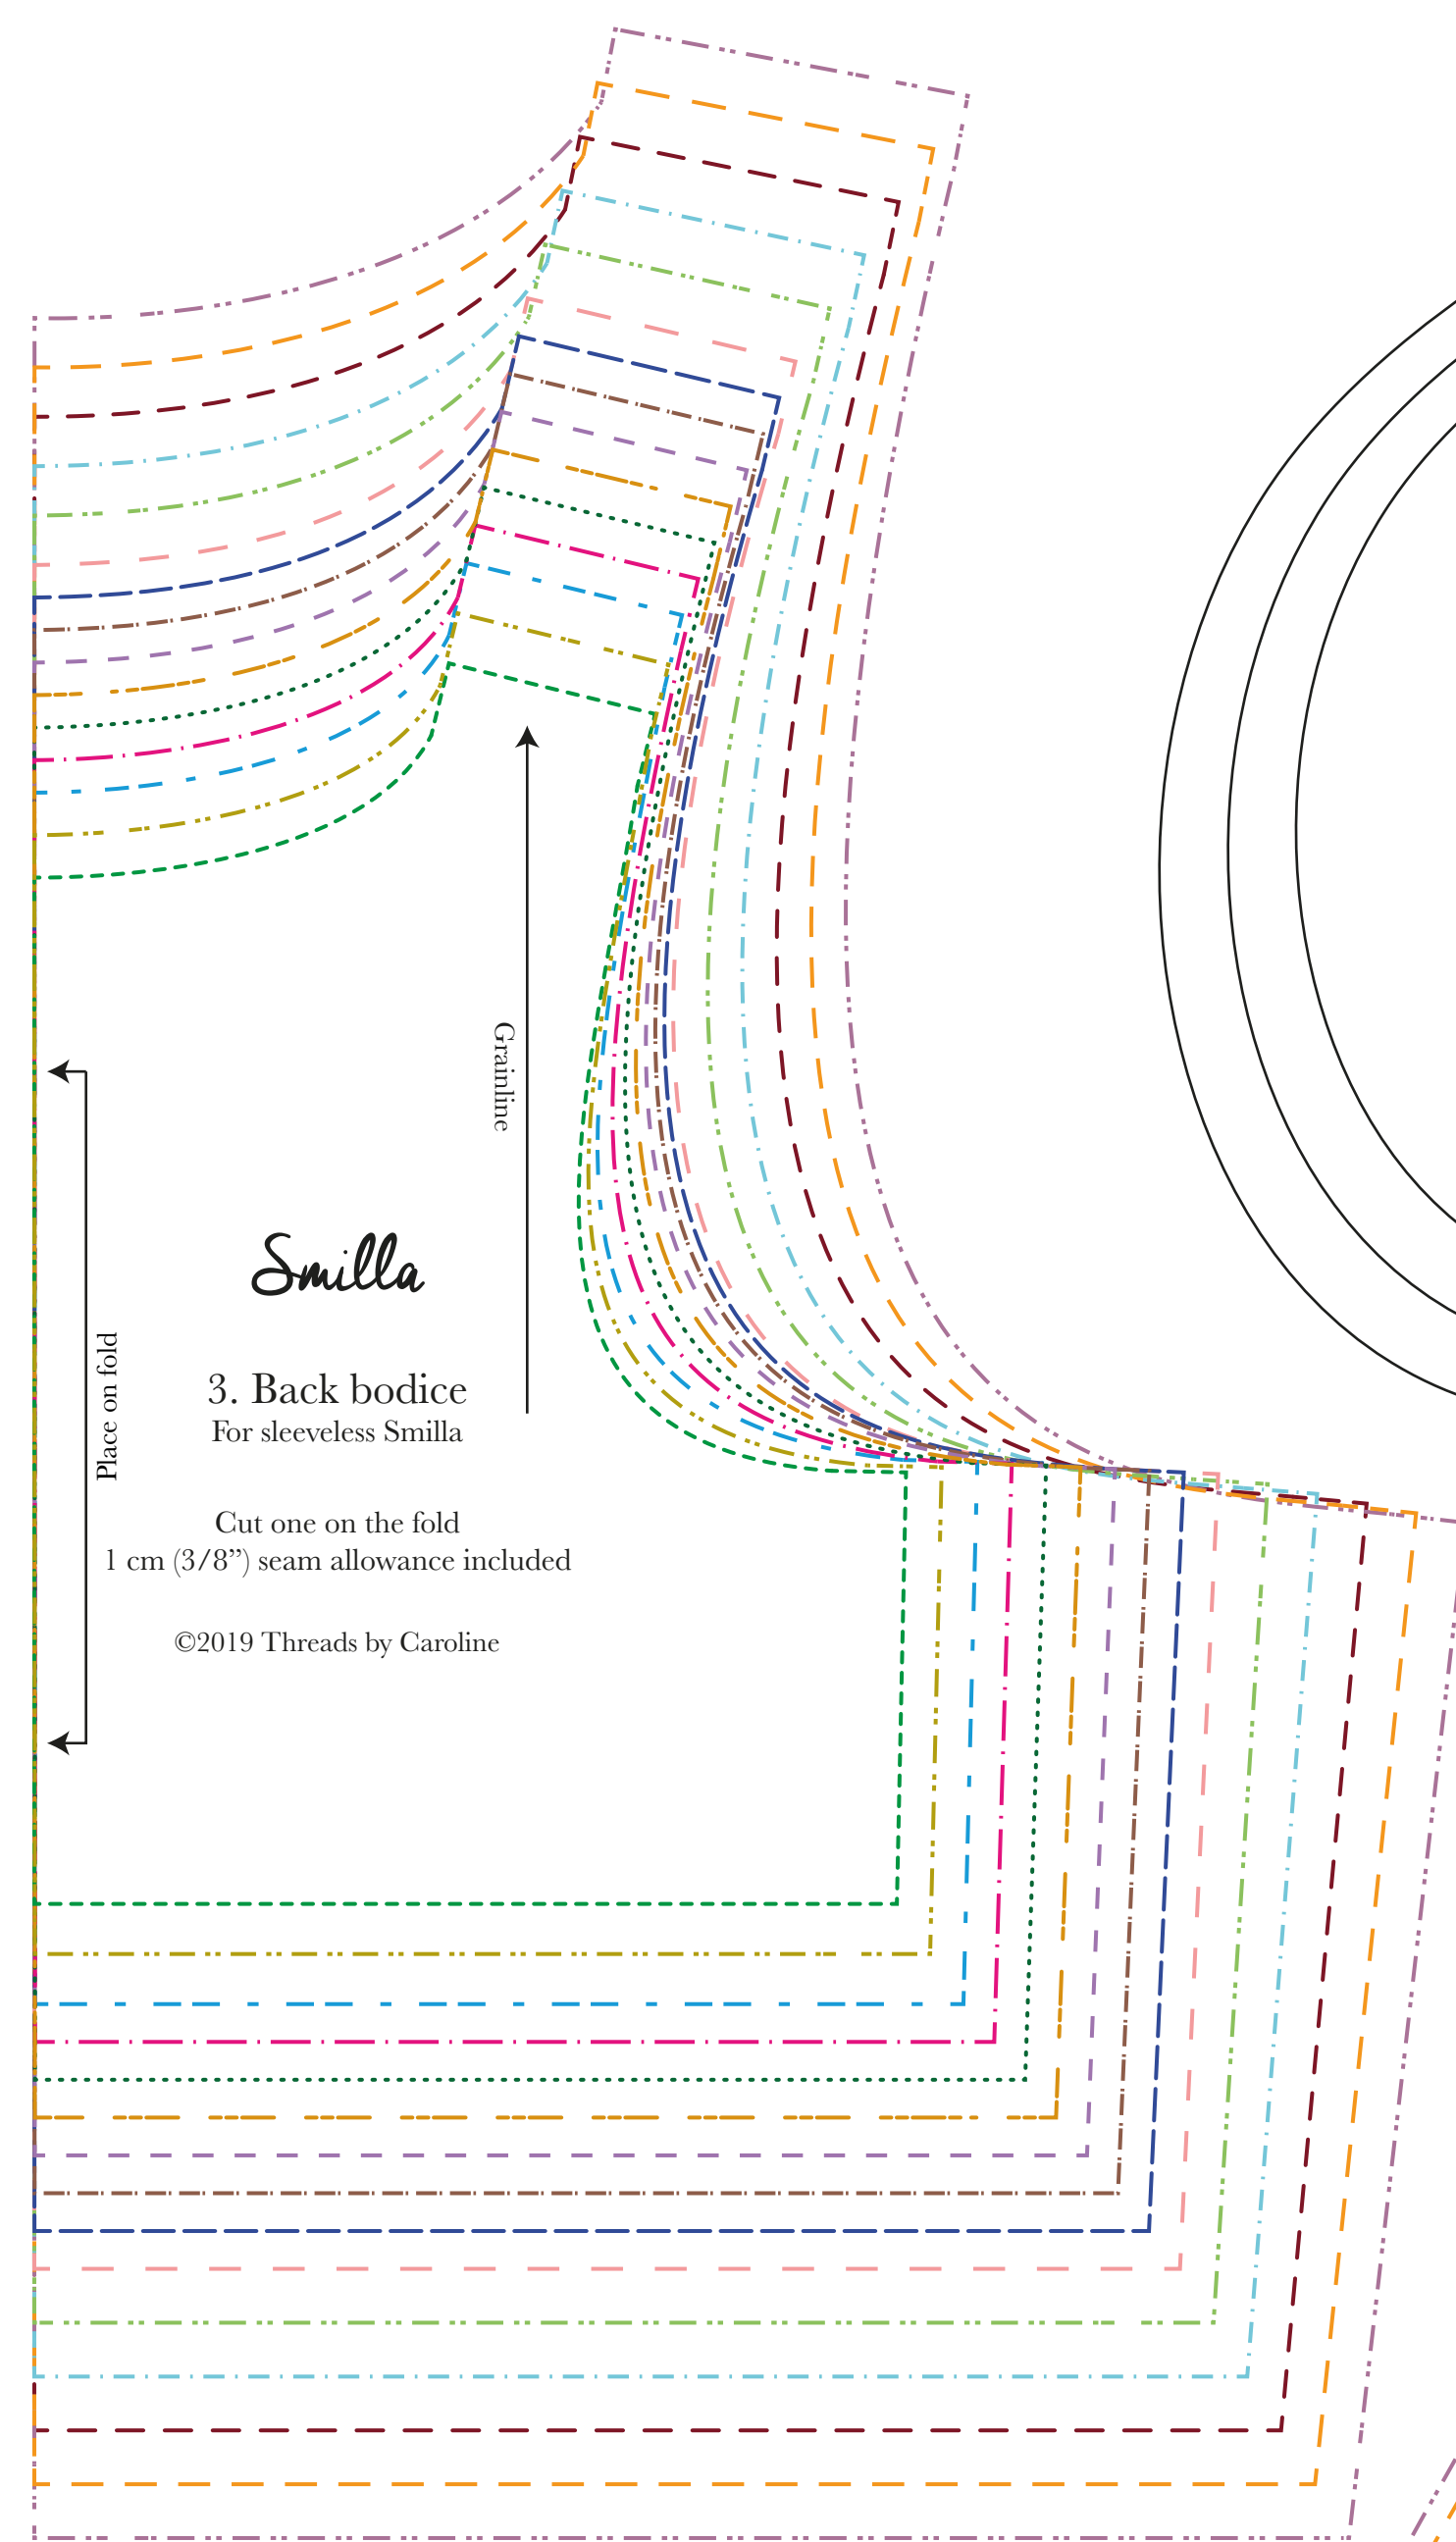 Grainline
Smilla
Place on fold
3. Back bodice
For sleeveless Smilla
Cut one on the fold
1 cm (3/8”) seam allowance included
©2019 Threads by Caroline